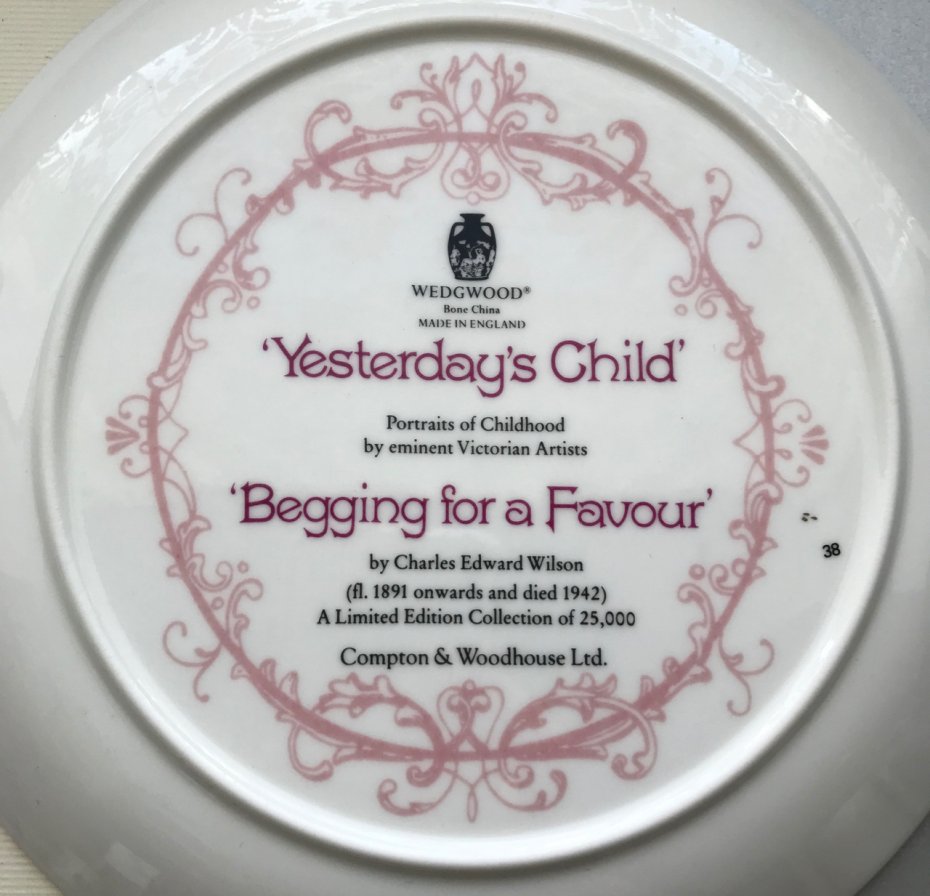 WEDGWOOD®
Bone China
MADE IN ENGLAND
‘Yesterday's Child’
Portraits of Childhood
by eminent Victorian Artists
‘Begging for a Favour’
by Charles Edward Wilson
(fl. 1891 onwards and died 1942)
A Limited Edition Collection of 25,000
Compton & Woodhouse Ltd.
38